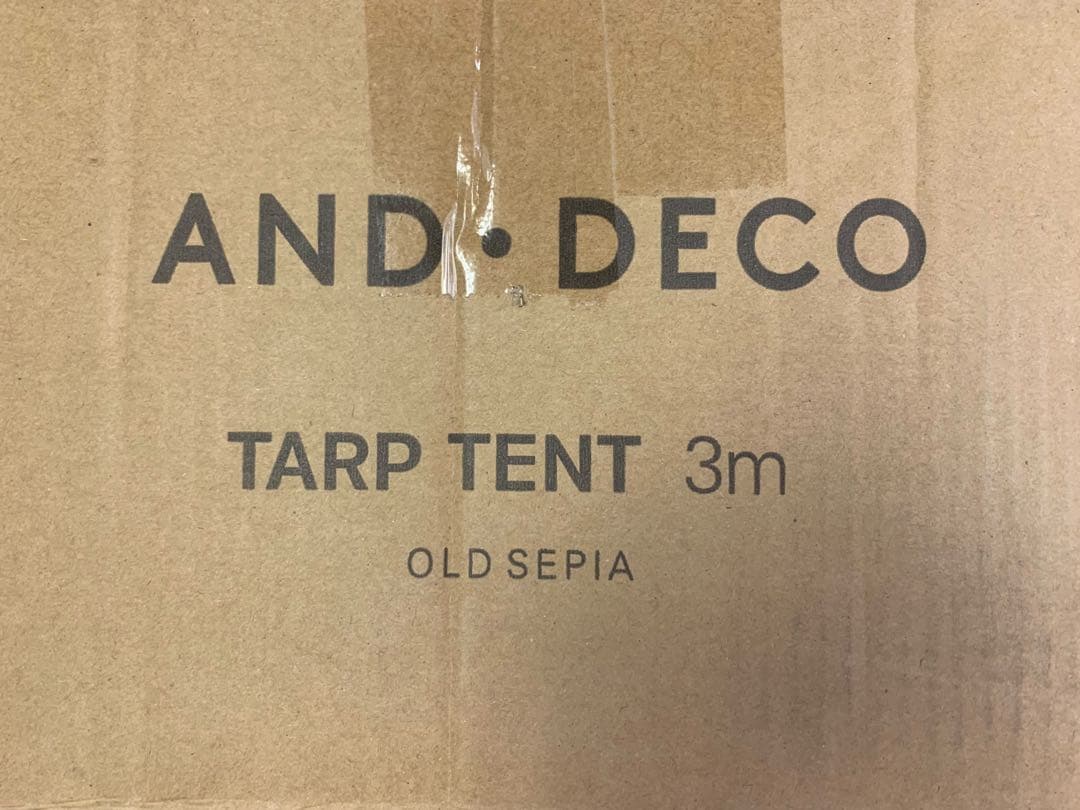 AND・DECO
TARP TENT 3m
OLD SEPIA